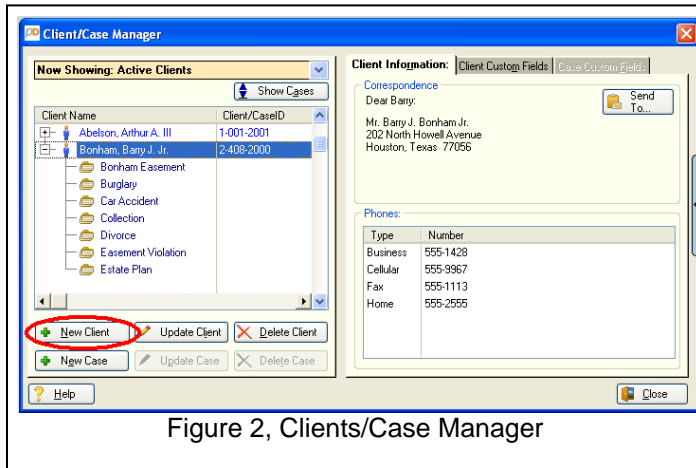 Client/Case Manager
Now Showing: Active Clients
Show Cases
Client Name Client/CaseID
Abelson, Arthur A. III 1-001-2001
Bonham, Barry J. Jr. 2-408-2000
Bonham Easement
Burglary
Car Accident
Collection
Divorce
Easement Violation
Estate Plan
New Client Update Client Delete Client
New Case Update Case Delete Case
Client Information: Client Custom Fields Case Custom Fields
Correspondence
Dear Barry:
Send
To...
Mr. Barry J. Bonham Jr.
202 North Howell Avenue
Houston, Texas 77056
Phones:
Type Number
Business 555-1428
Cellular 555-9967
Fax 555-1113
Home 555-2555
Help Close
Figure 2, Clients/Case Manager